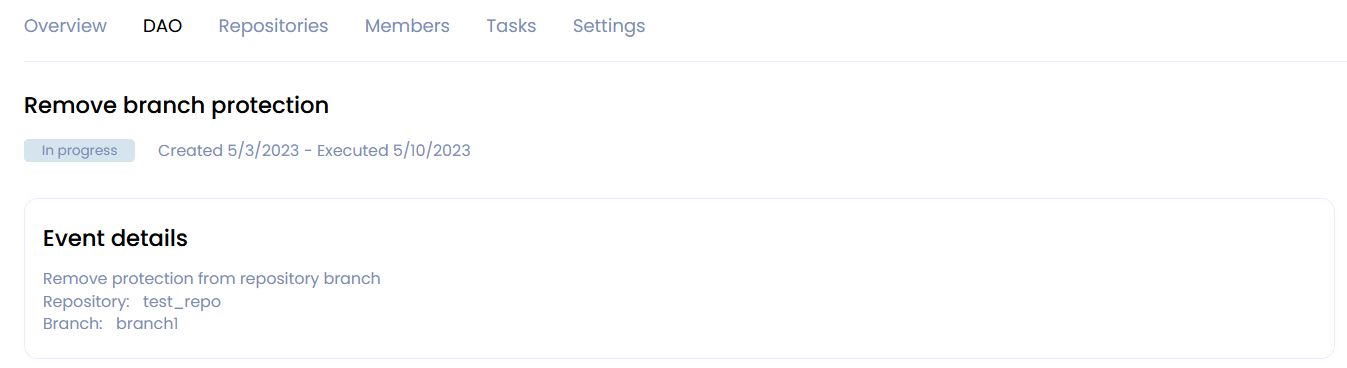 Overview DAO Repositories Members Tasks Settings
Remove branch protection
In progress Created 5/3/2023 - Executed 5/10/2023
Event details
Remove protection from repository branch
Repository: test_repo
Branch: branch1